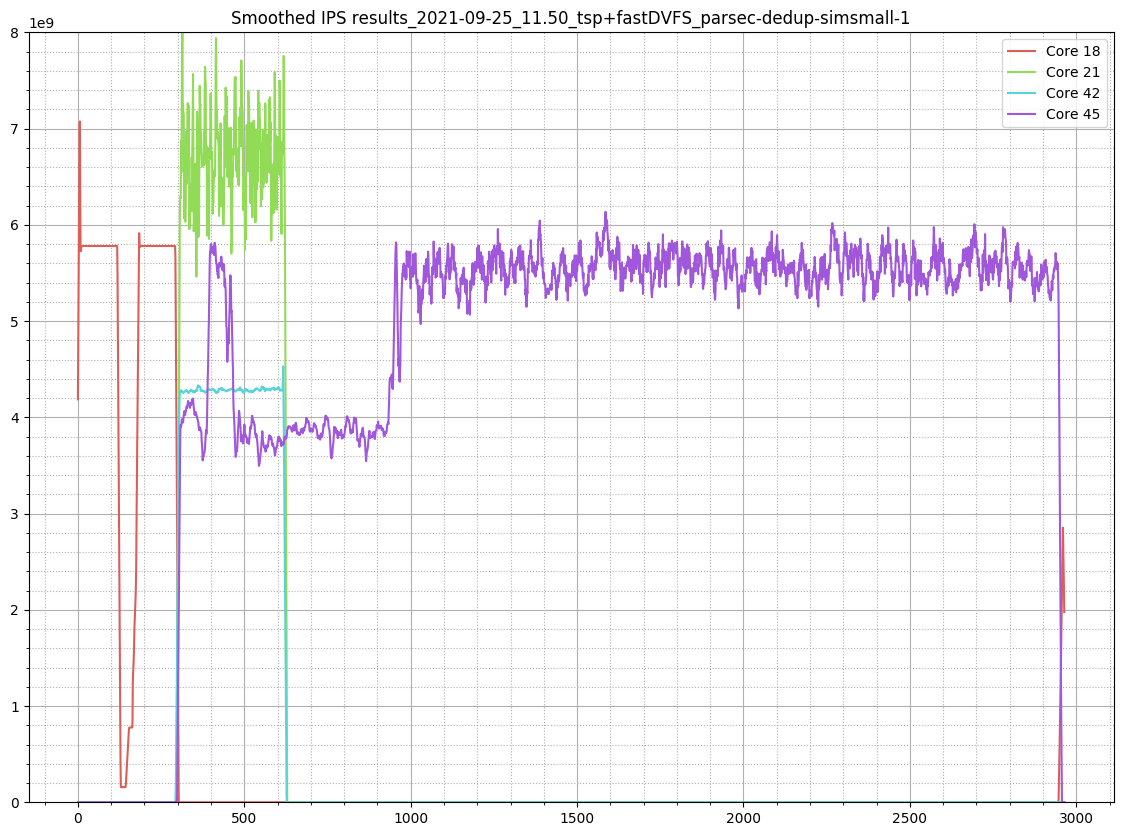 Smoothed IPS results_2021-09-25_11.50_tsp+fastDVFS_parsec-dedup-simsmall-1
1e9
Core 18
Core 21
Core 42
Core 45
8
7
6
5
4
3
2
1
0
0 500 1000 1500 2000 2500 3000